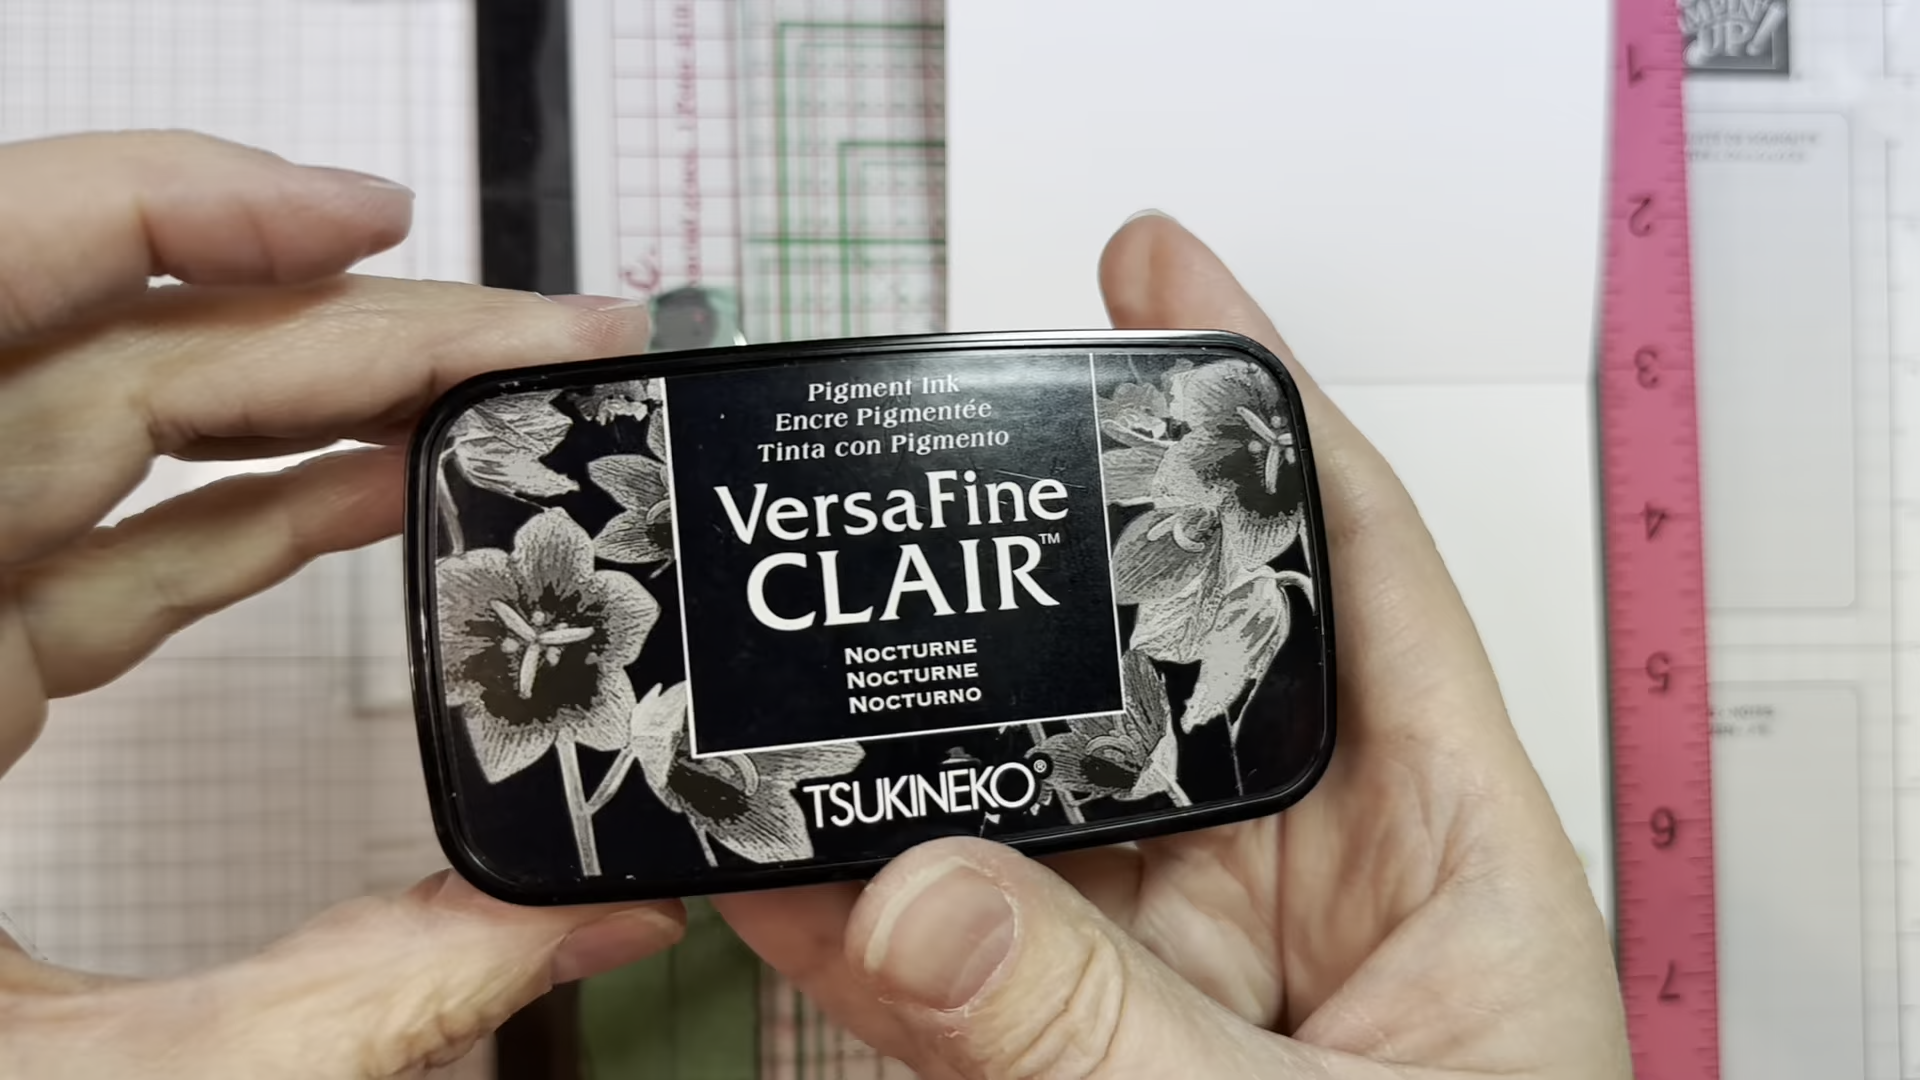 Pigment Ink
Encre Pigmentée
Tinta con Pigmento
VersaFine
CLAIR™
NOCTURNE
NOCTURNE
NOCTURNO
TSUKINEKO®
UP!
1
2
3
4
5
6
7